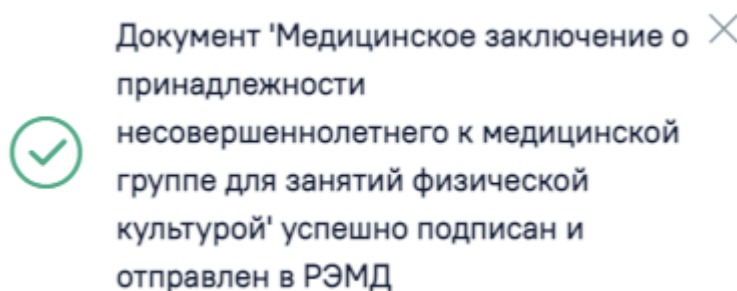 Документ 'Медицинское заключение о
принадлежности
несовершеннолетнего к медицинской
группе для занятий физической
культурой' успешно подписан и
отправлен в РЭМД